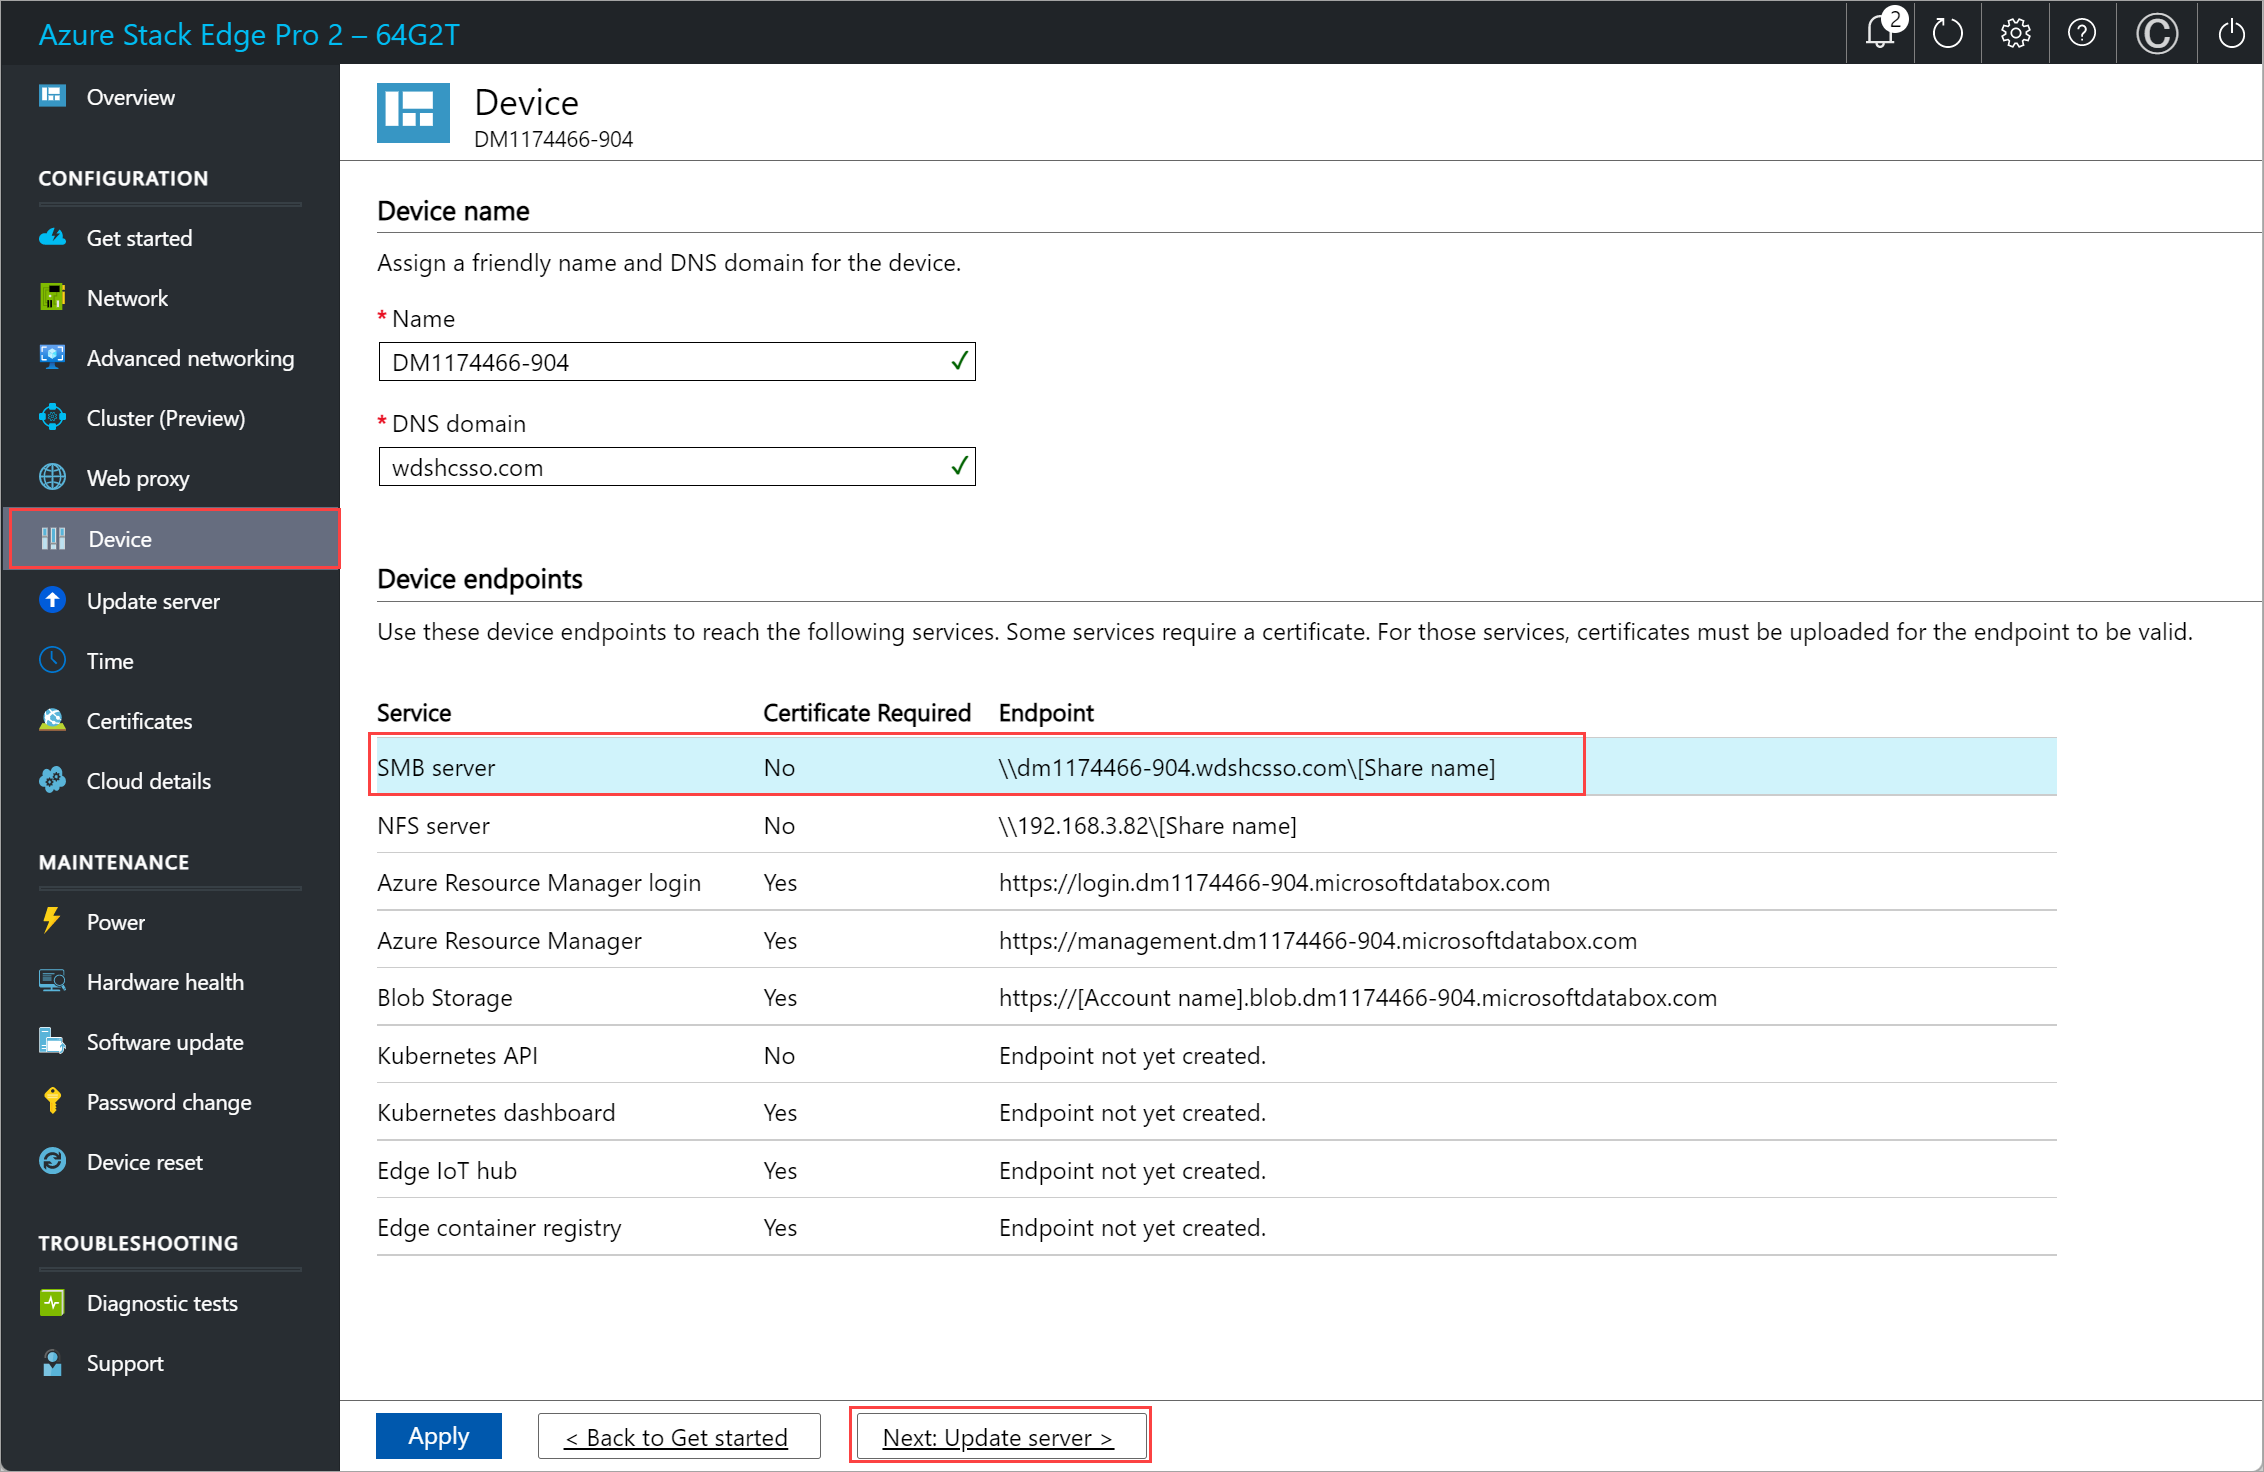 Azure Stack Edge Pro 2 – 64G2T
2
Overview
CONFIGURATION
Get started
Network
Advanced networking
Cluster (Preview)
Web proxy
Device
Update server
Time
Certificates
Cloud details
MAINTENANCE
Power
Hardware health
Software update
Password change
Device reset
TROUBLESHOOTING
Diagnostic tests
Support
Device
DM1174466-904
Device name
Assign a friendly name and DNS domain for the device.
* Name
DM1174466-904
* DNS domain
wdshcsso.com
Device endpoints
Use these device endpoints to reach the following services. Some services require a certificate. For those services, certificates must be uploaded for the endpoint to be valid.
Service Certificate Required Endpoint
SMB server No \\dm1174466-904.wdshcsso.com\[Share name]
NFS server No \\192.168.3.82\[Share name]
Azure Resource Manager login Yes https://login.dm1174466-904.microsoftdatabox.com
Azure Resource Manager Yes https://management.dm1174466-904.microsoftdatabox.com
Blob Storage Yes https://[Account name].blob.dm1174466-904.microsoftdatabox.com
Kubernetes API No Endpoint not yet created.
Kubernetes dashboard Yes Endpoint not yet created.
Edge IoT hub Yes Endpoint not yet created.
Edge container registry Yes Endpoint not yet created.
Apply
< Back to Get started
Next: Update server >